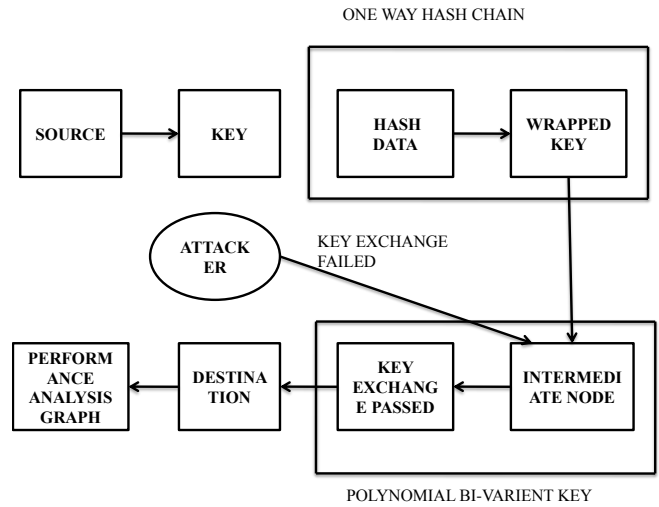 ONE WAY HASH CHAIN
SOURCE
KEY
HASH
DATA
WRAPPED
KEY
ATTACK
ER
KEY EXCHANGE
FAILED
PERFORM
ANCE
ANALYSIS
GRAPH
DESTINA
TION
KEY
EXCHANG
E PASSED
INTERMEDI
ATE NODE
POLYNOMIAL BI-VARIENT KEY